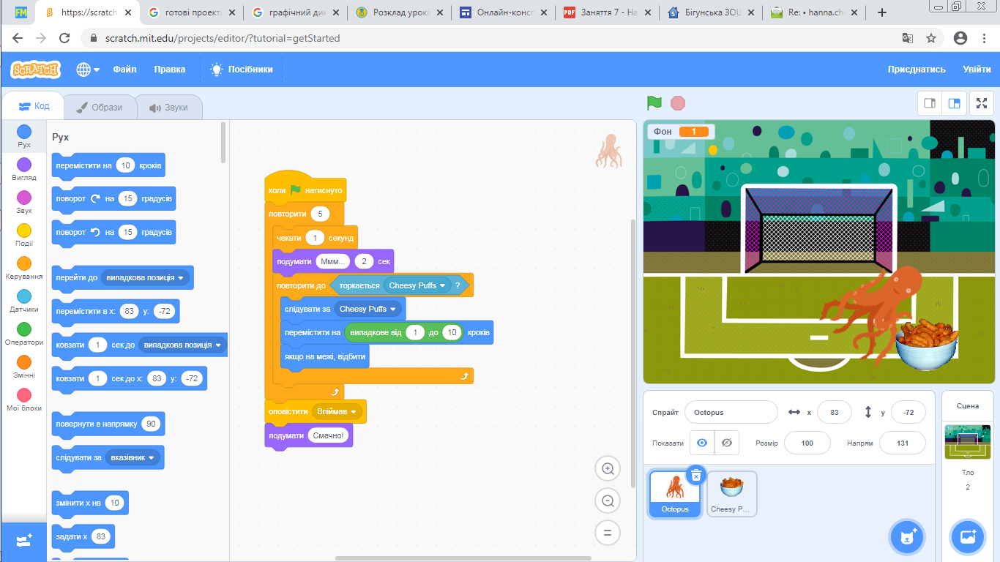 FM
https://scratch
готові проекти
графічний ди
Розклад урокі
Онлайн-конс
Заняття 7 - На
Бігунська ЗОШ
Re: • hanna.ch
scratch.mit.edu/projects/editor/?tutorial=getStarted
SCRATCH
Файл
Правка
Посібники
Приєднатись
Увійти
Код
Образи
Звуки
Рух
Вигляд
Звук
Події
Керування
Датчики
Оператори
Змінні
Мої блоки
Рух
перемістити на 10 кроків
поворот на 15 градусів
поворот на 15 градусів
перейти до випадкова позиція
перемістити в x: 83 y: -72
ковзати 1 сек до випадкова позиція
ковзати 1 сек до x: 83 y: -72
повернути в напрямку 90
слідувати за вказівник
змінити x на 10
задати x 83
коли натиснуто
повторити 5
чекати 1 секунд
подумати Ммм... 2 сек
повторити до торкається Cheesy Puffs ?
слідувати за Cheesy Puffs
перемістити на випадкове від 1 до 10 кроків
якщо на межі, відбити
оповістити Впіймав
подумати Смачно!
Фон 1
Спрайт Octopus x 83 y -72
Показати Розмір 100 Напрям 131
Octopus
Cheesy P...
Сцена
Тло
2